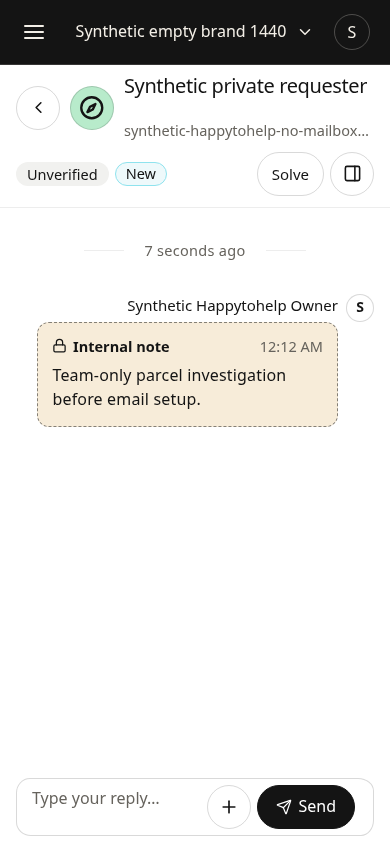 Synthetic empty brand 1440
S
Synthetic private requester
synthetic-happytohelp-no-mailbox...
Unverified
New
Solve
7 seconds ago
Synthetic Happytohelp Owner
S
Internal note
12:12 AM
Team-only parcel investigation
before email setup.
Type your reply...
Send